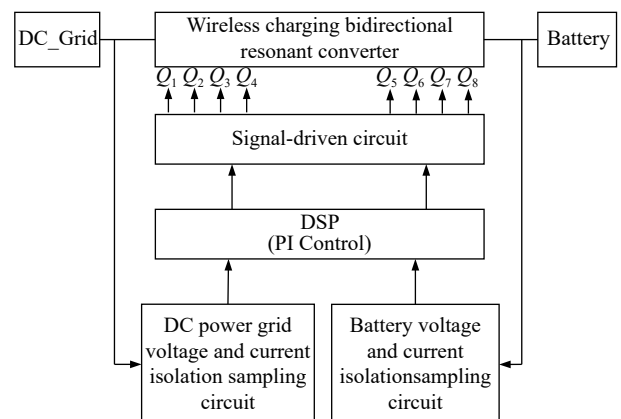 DC_Grid
Wireless charging bidirectional
resonant converter
Battery
Q1 Q2 Q3 Q4
Q5 Q6 Q7 Q8
Signal-driven circuit
DSP
(PI Control)
DC power grid
voltage and current
isolation sampling
circuit
Battery voltage
and current
isolationsampling
circuit